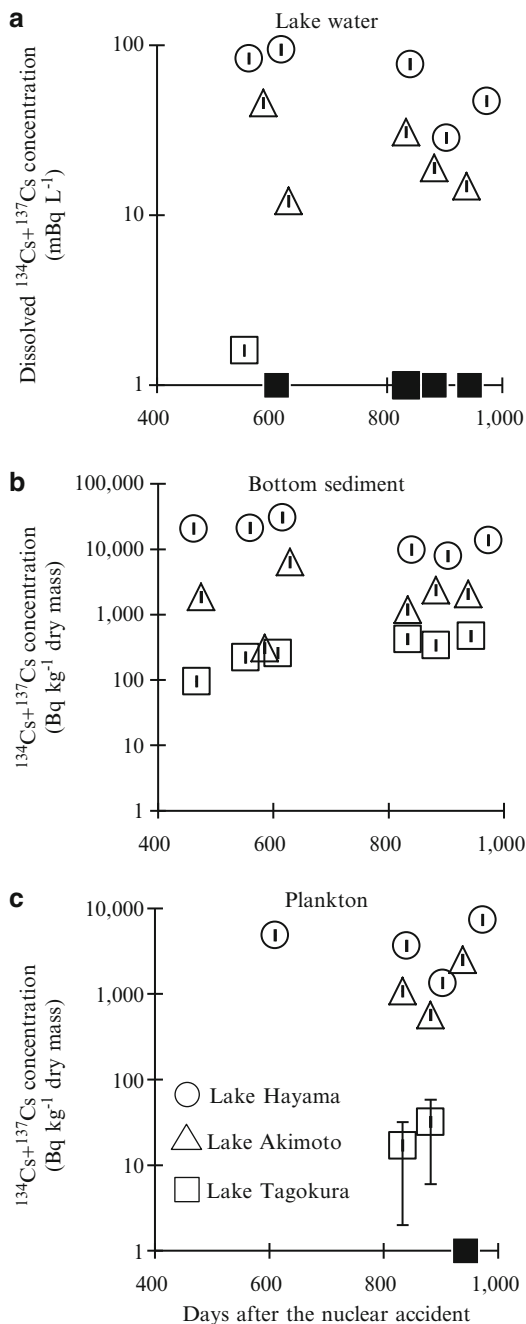 a
Lake water
100
10
1
400
600
800
1,000
Dissolved ¹³⁴Cs+¹³⁷Cs concentration
(mBq L⁻¹)
b
Bottom sediment
100,000
10,000
1,000
100
10
1
400
600
800
1,000
¹³⁴Cs+¹³⁷Cs concentration
(Bq kg⁻¹ dry mass)
c
Plankton
10,000
1,000
100
10
1
Lake Hayama
Lake Akimoto
Lake Tagokura
400
600
800
1,000
¹³⁴Cs+¹³⁷Cs concentration
(Bq kg⁻¹ dry mass)
Days after the nuclear accident